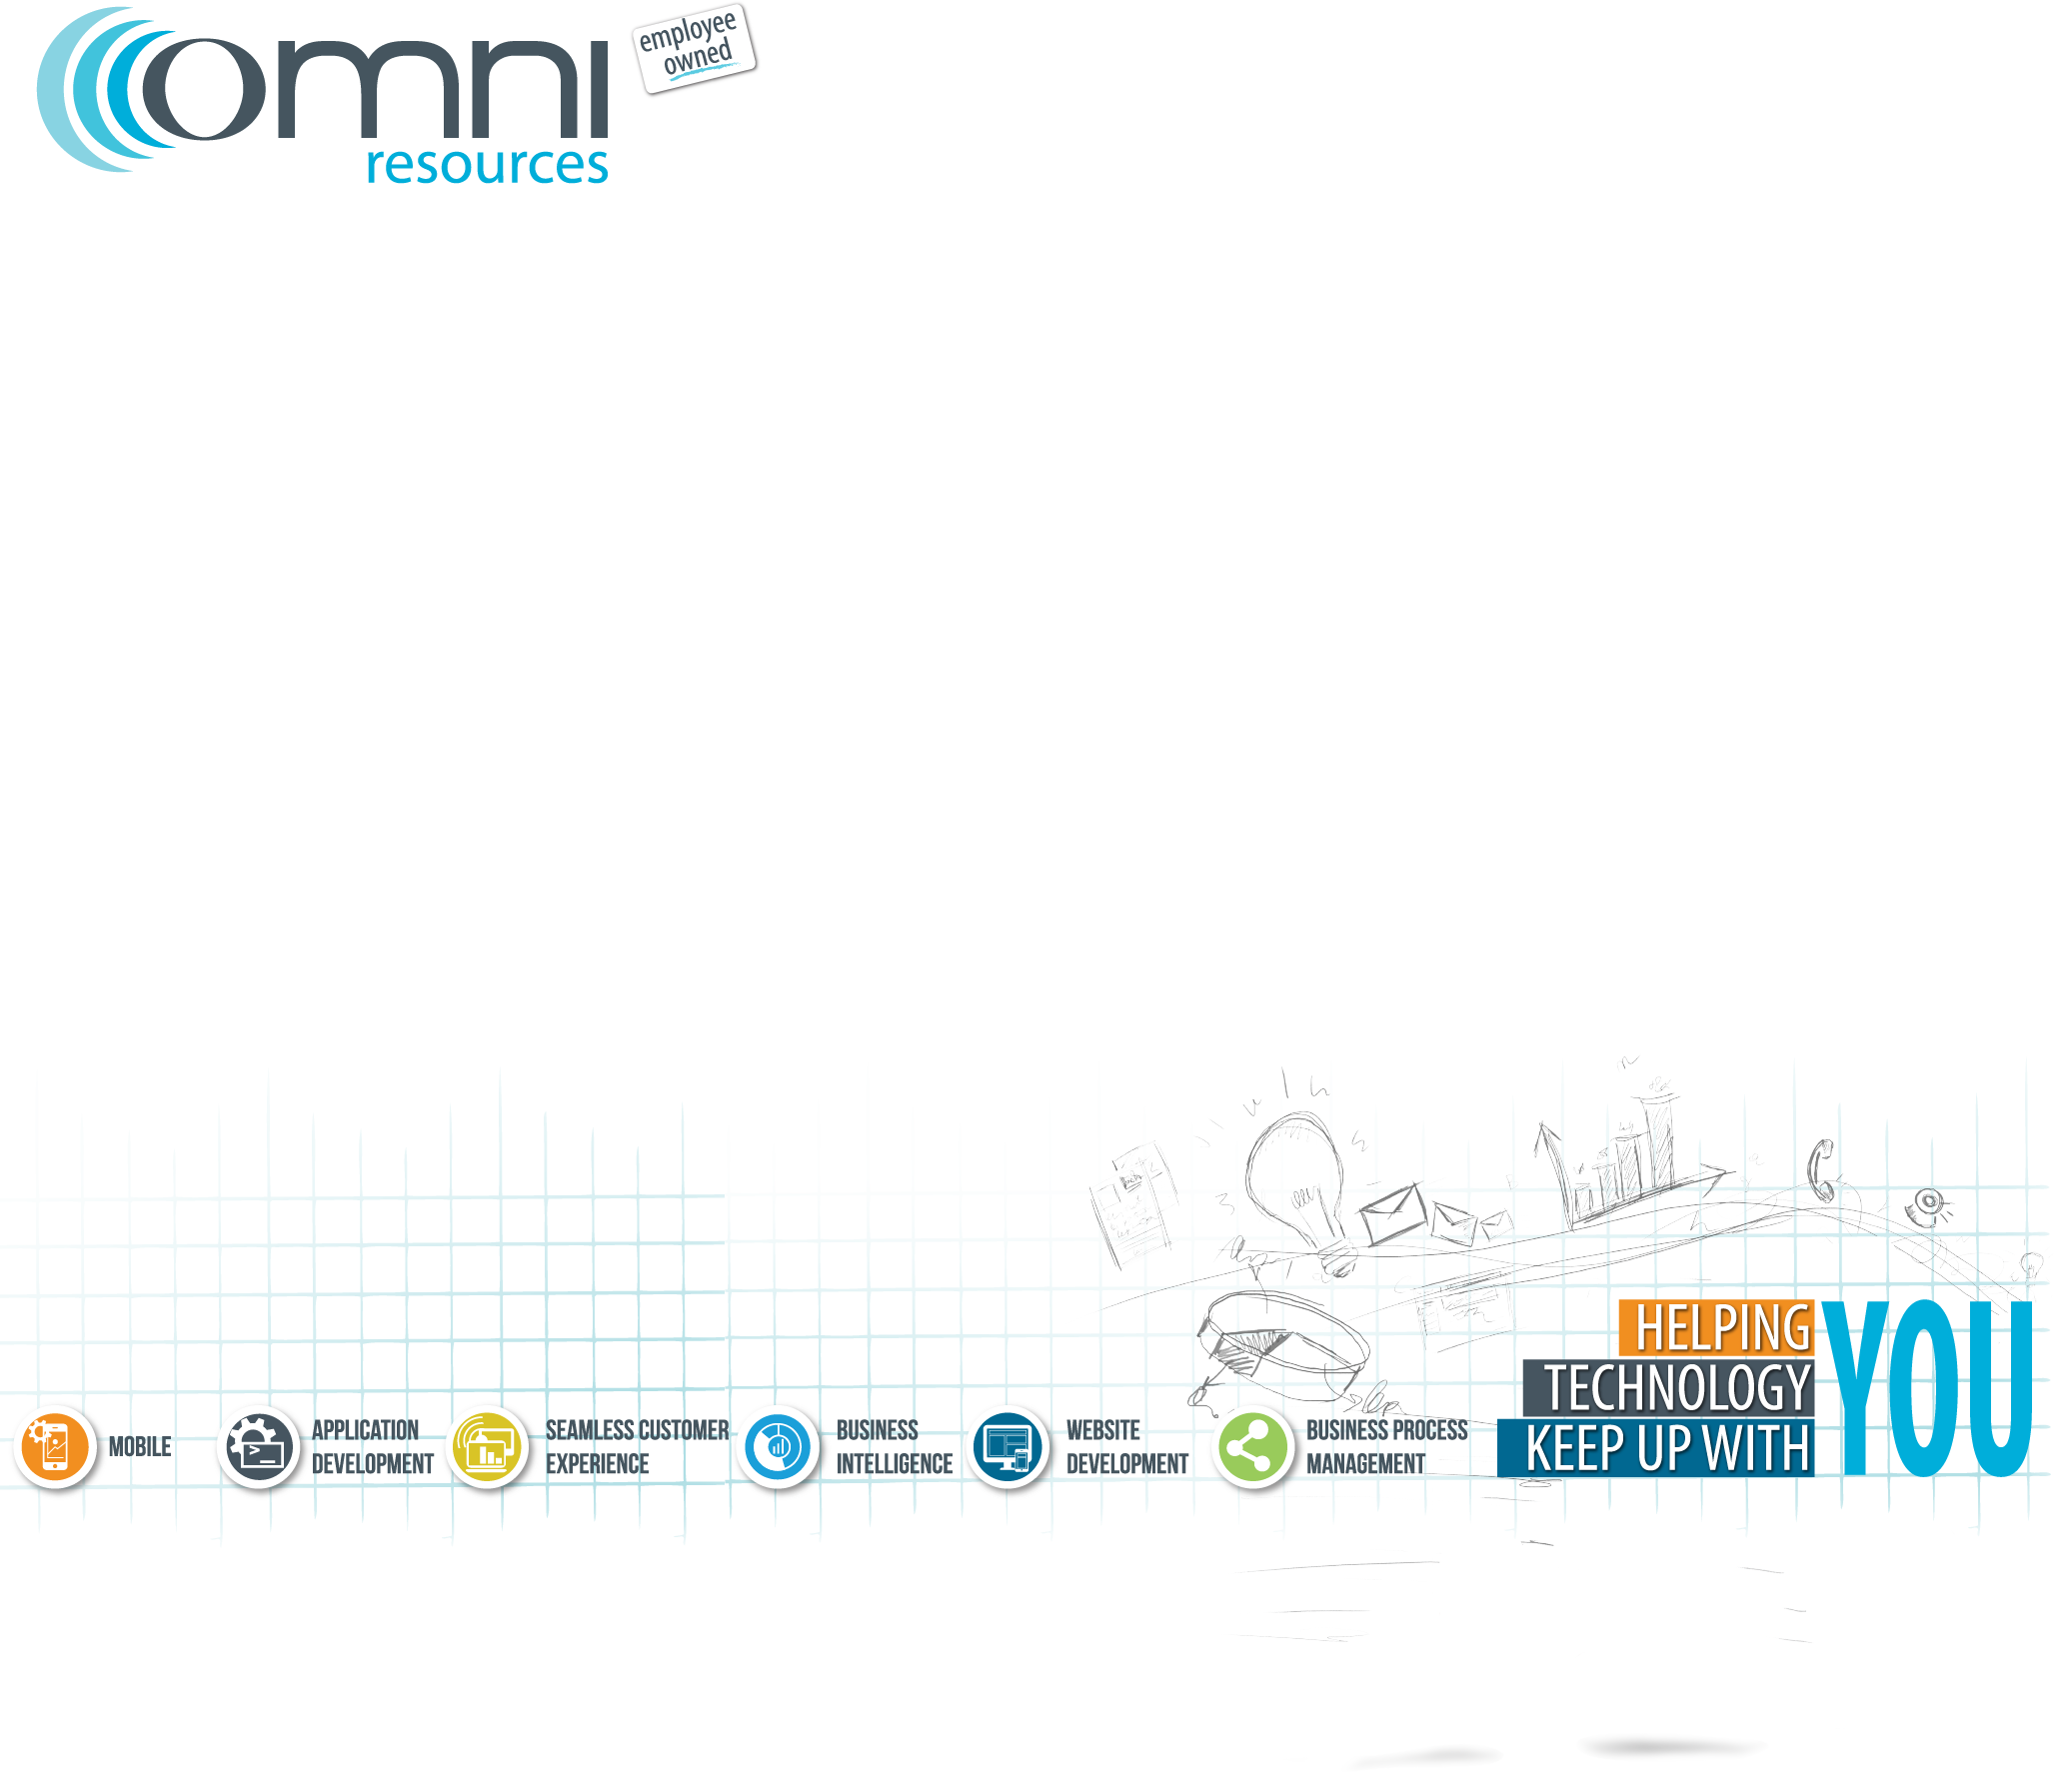 omni
resources
employee
owned
MOBILE
APPLICATION
DEVELOPMENT
SEAMLESS CUSTOMER
EXPERIENCE
BUSINESS
INTELLIGENCE
WEBSITE
DEVELOPMENT
BUSINESS PROCESS
MANAGEMENT
HELPING
TECHNOLOGY
KEEP UP WITH
YOU